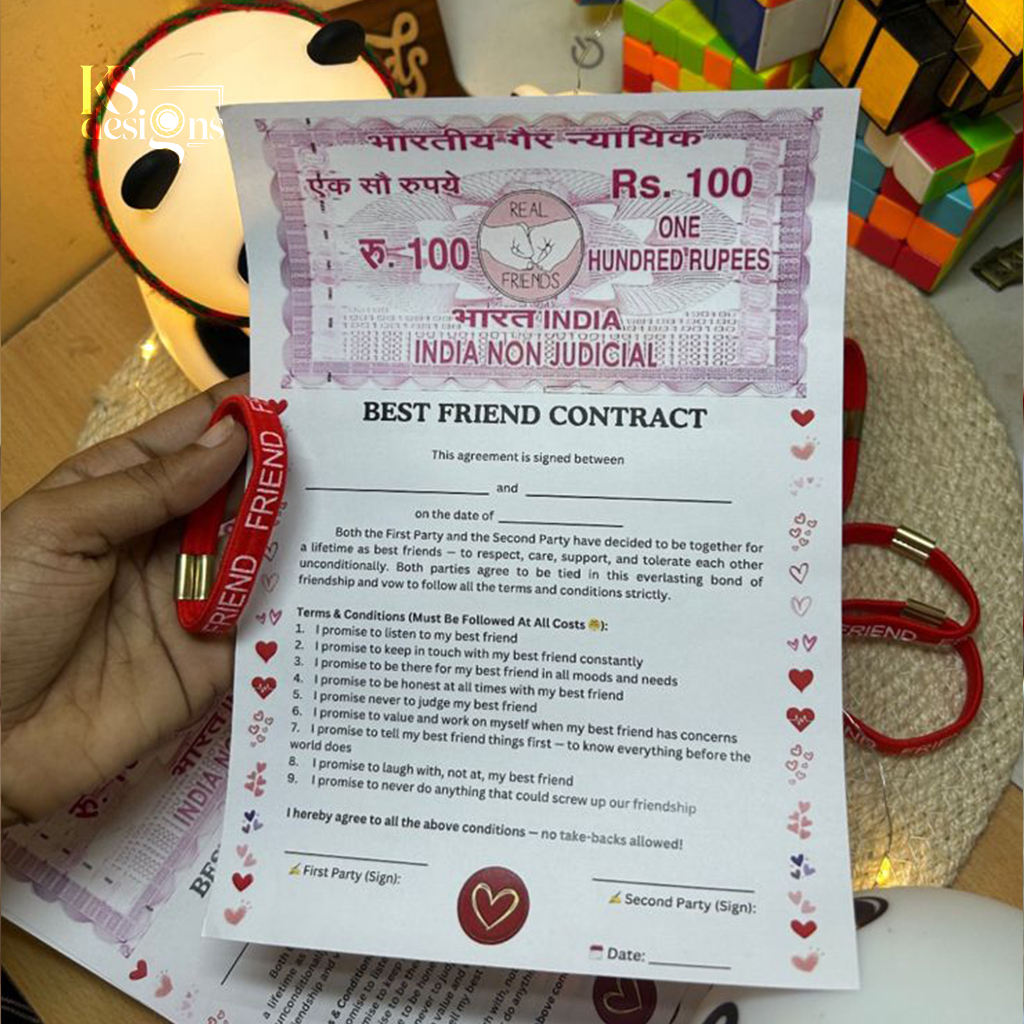 KS
designs
भारतीय गैर न्यायिक
एक सौ रुपये
Rs. 100
रु. 100
REAL
FRIENDS
ONE
HUNDRED RUPEES
भारत INDIA
INDIA NON JUDICIAL
BEST FRIEND CONTRACT
This agreement is signed between
____________ and ____________
on the date of ____________
Both the First Party and the Second Party have decided to be together for
a lifetime as best friends – to respect, care, support, and tolerate each other
unconditionally. Both parties agree to be tied in this everlasting bond of
friendship and vow to follow all the terms and conditions strictly.
Terms & Conditions (Must Be Followed At All Costs 😤):
1. I promise to listen to my best friend
2. I promise to keep in touch with my best friend constantly
3. I promise to be there for my best friend in all moods and needs
4. I promise to be honest at all times with my best friend
5. I promise never to judge my best friend
6. I promise to value and work on myself when my best friend has concerns
7. I promise to tell my best friend things first – to know everything before the
world does
8. I promise to laugh with, not at, my best friend
9. I promise to never do anything that could screw up our friendship
I hereby agree to all the above conditions – no take-backs allowed!
✍️ First Party (Sign):
✍️ Second Party (Sign):
Date: ________
FRIEND FRIEND
FRIEND
FRIEND
भारत
INDIA